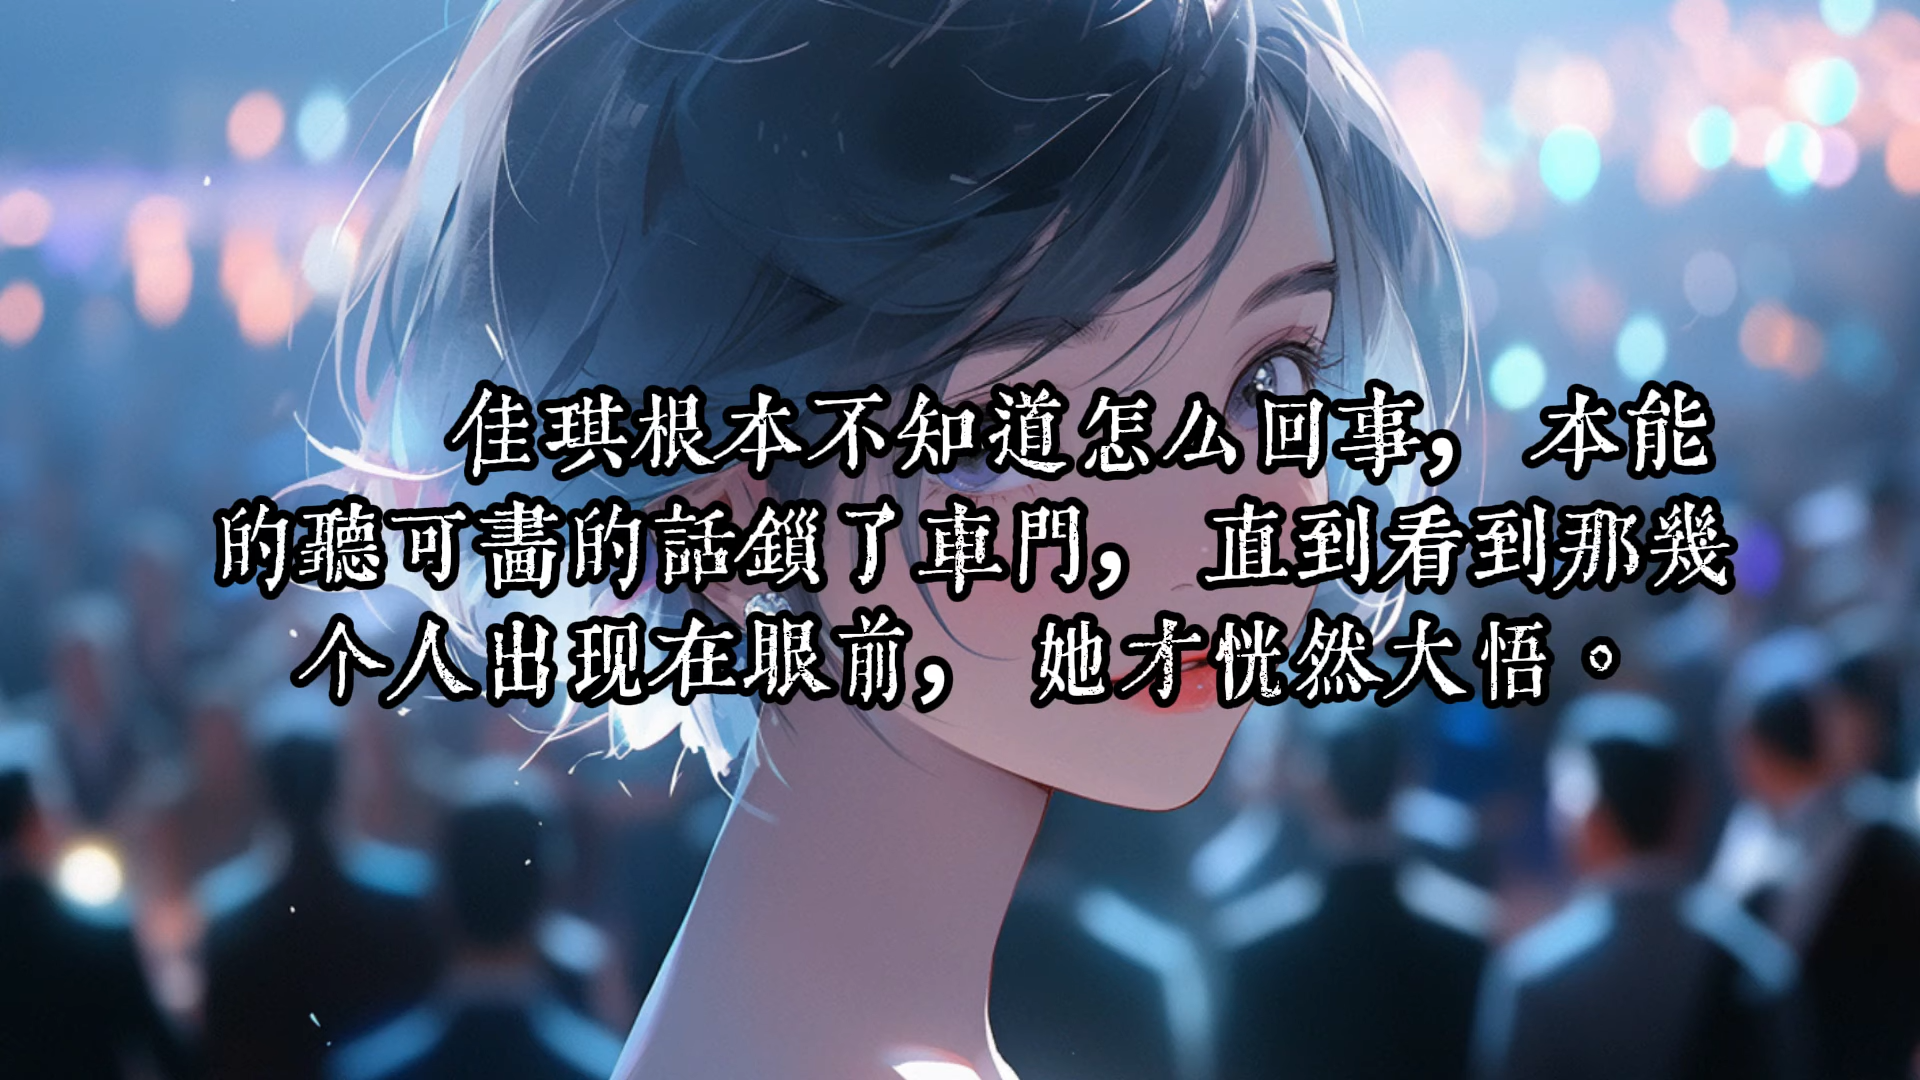 佳琪根本不知道怎么回事，本能
的聽可畵的話鎖了車門，直到看到那幾
个人出现在眼前，她才恍然大悟。